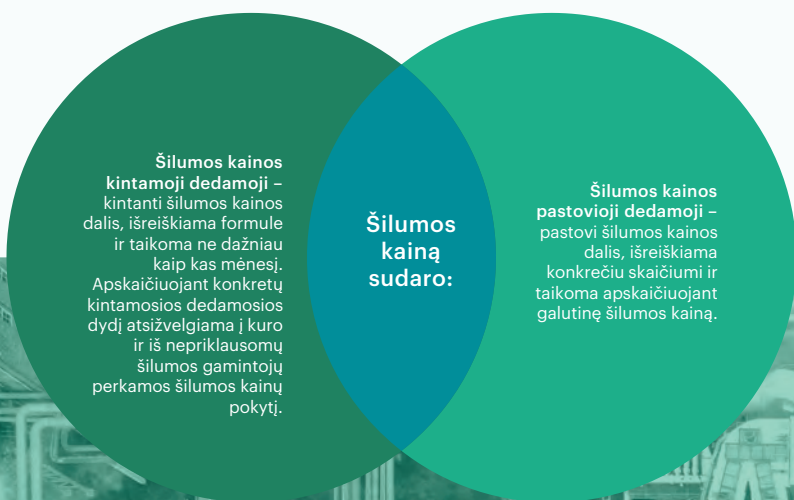 Šilumos kainos
kintamoji dedamoji –
kintanti šilumos kainos
dalis, išreiškiama formule
ir taikoma ne dažniau
kaip kas mėnesį.
Apskaičiuojant konkretų
kintamosios dedamosios
dydį atsižvelgiama į kuro
ir iš nepriklausomų
šilumos gamintojų
perkamos šilumos kainų
pokytį.
Šilumos
kainą
sudaro:
Šilumos kainos
pastovioji dedamoji –
pastovi šilumos kainos
dalis, išreiškiama
konkrečiu skaičiumi ir
taikoma apskaičiuojant
galutinę šilumos kainą.